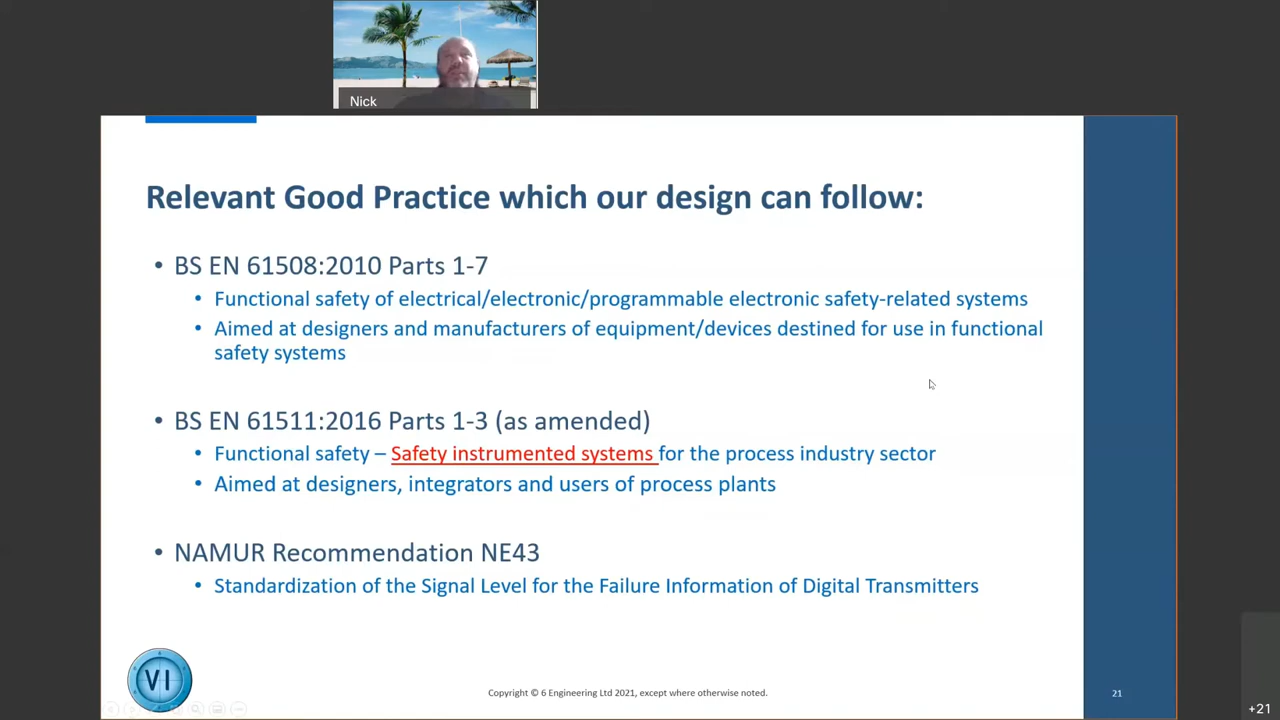 Nick
Relevant Good Practice which our design can follow:
• BS EN 61508:2010 Parts 1-7
• Functional safety of electrical/electronic/programmable electronic safety-related systems
• Aimed at designers and manufacturers of equipment/devices destined for use in functional
safety systems
• BS EN 61511:2016 Parts 1-3 (as amended)
• Functional safety – Safety instrumented systems for the process industry sector
• Aimed at designers, integrators and users of process plants
• NAMUR Recommendation NE43
• Standardization of the Signal Level for the Failure Information of Digital Transmitters
VI
Copyright © 6 Engineering Ltd 2021, except where otherwise noted.
21
+21